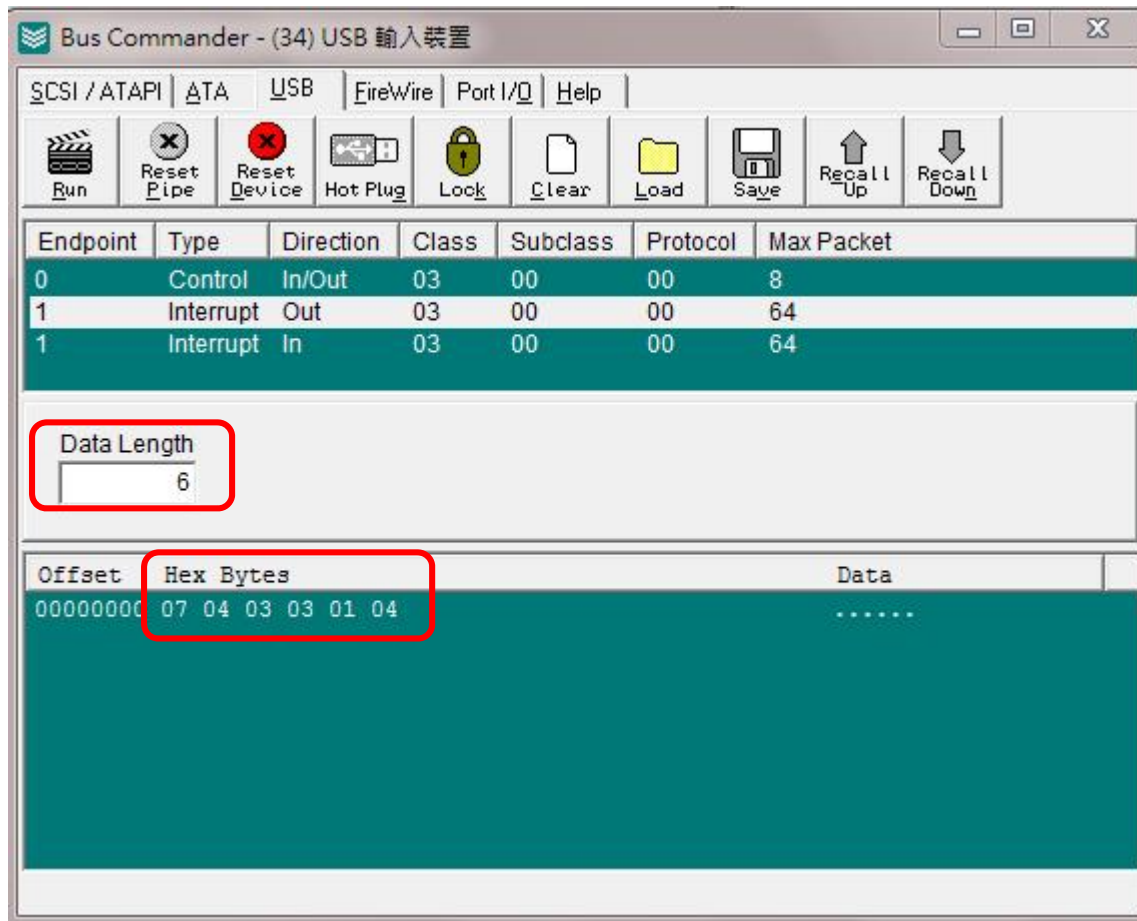 Bus Commander - (34) USB 輸入裝置
SCSI / ATAPI ATA USB FireWire Port I/O Help
Run Reset Pipe Reset Device Hot Plug Lock Clear Load Save Recall Up Recall Down
Endpoint Type Direction Class Subclass Protocol Max Packet
0 Control In/Out 03 00 00 8
1 Interrupt Out 03 00 00 64
1 Interrupt In 03 00 00 64
Data Length
6
Offset Hex Bytes Data
00000000 07 04 03 03 01 04 ......